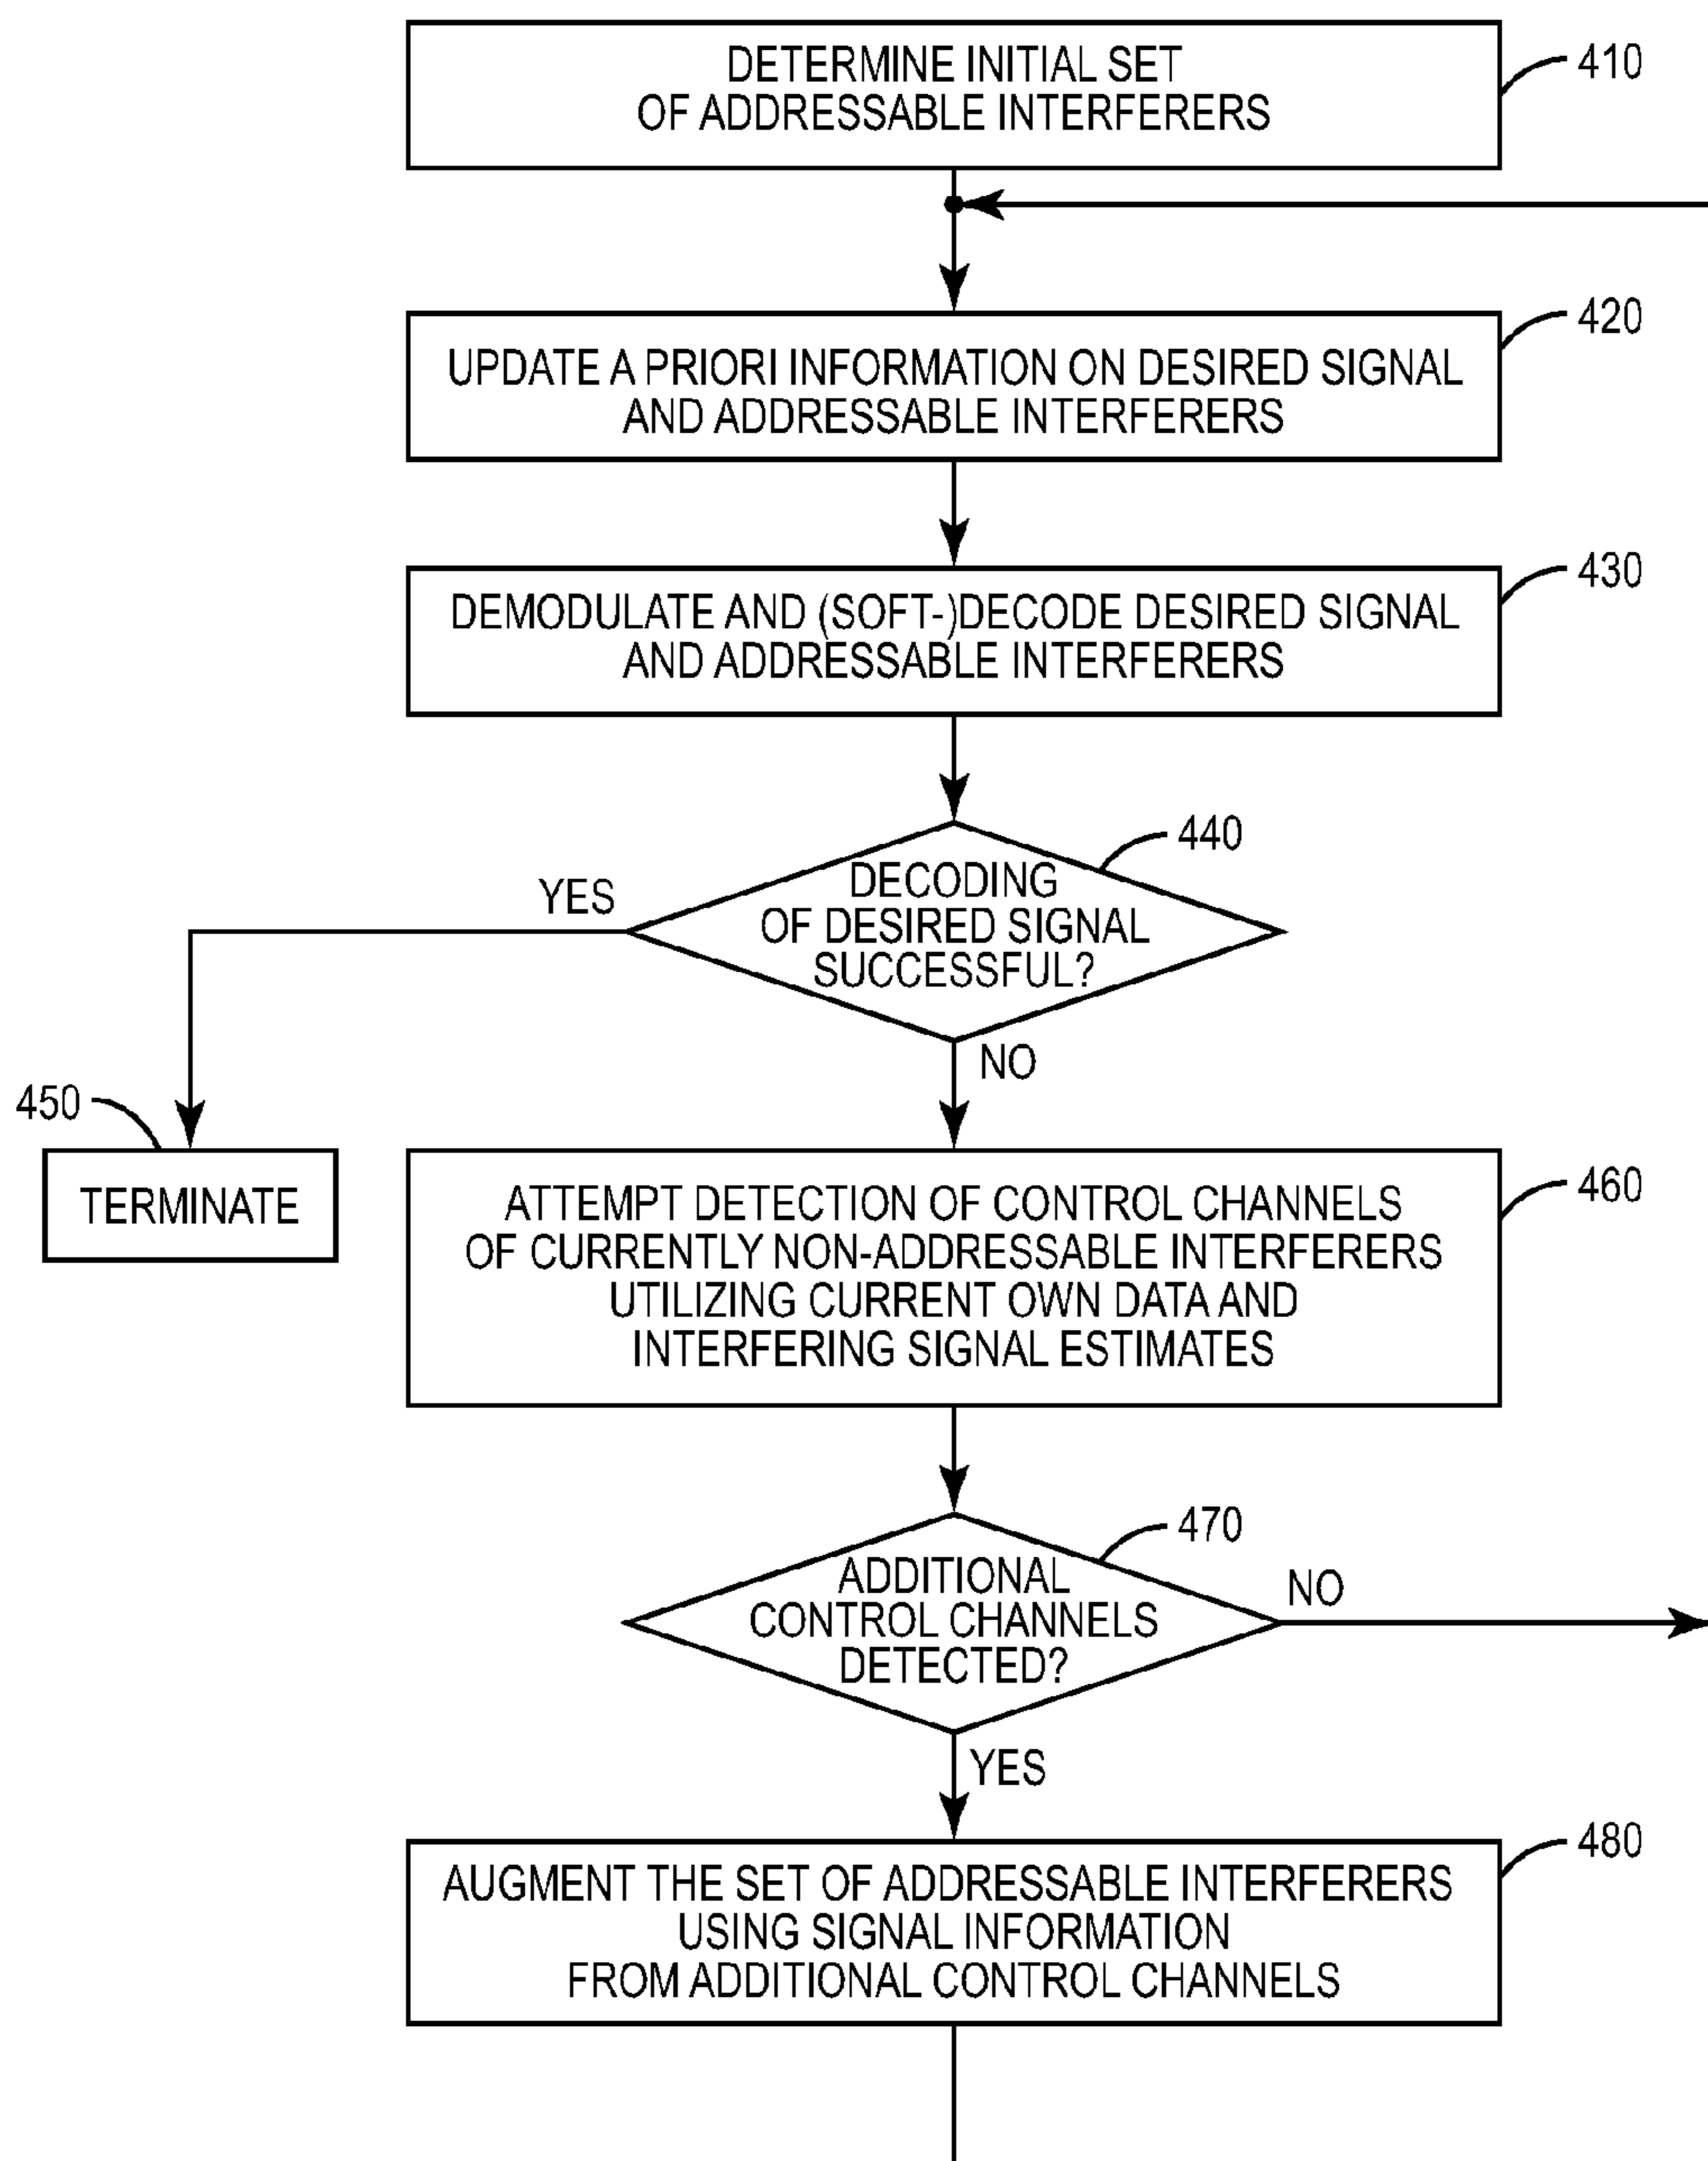 DETERMINE INITIAL SET
OF ADDRESSABLE INTERFERERS
410
UPDATE A PRIORI INFORMATION ON DESIRED SIGNAL
AND ADDRESSABLE INTERFERERS
420
DEMODULATE AND (SOFT-)DECODE DESIRED SIGNAL
AND ADDRESSABLE INTERFERERS
430
DECODING
OF DESIRED SIGNAL
SUCCESSFUL?
440
YES
NO
450
TERMINATE
ATTEMPT DETECTION OF CONTROL CHANNELS
OF CURRENTLY NON-ADDRESSABLE INTERFERERS
UTILIZING CURRENT OWN DATA AND
INTERFERING SIGNAL ESTIMATES
460
ADDITIONAL
CONTROL CHANNELS
DETECTED?
470
NO
YES
AUGMENT THE SET OF ADDRESSABLE INTERFERERS
USING SIGNAL INFORMATION
FROM ADDITIONAL CONTROL CHANNELS
480